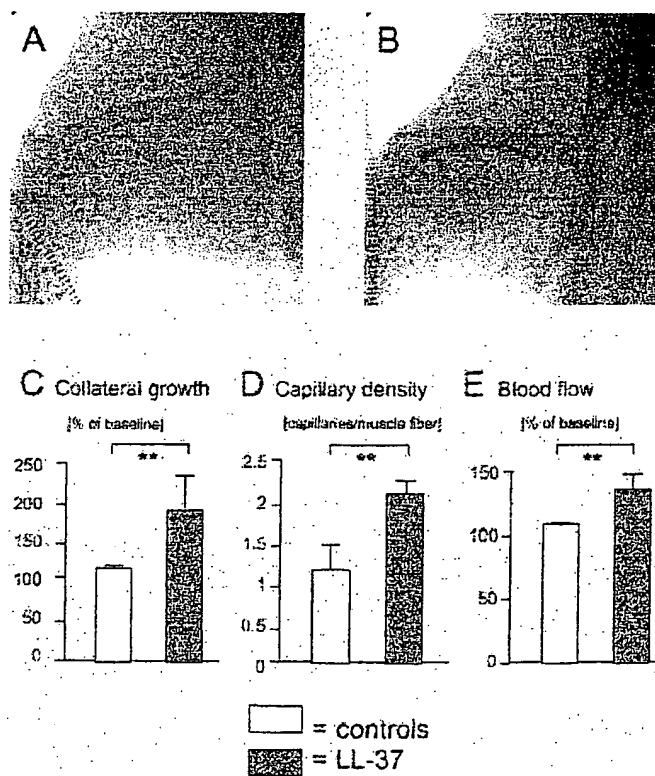 A B
C Collateral growth D Capillary density E Blood flow
[% of baseline] [capillaries/muscle fiber] [% of baseline]
** ** **
250 2.5 150
200 2
150 1.5 100
100 1 50
50 0.5
0 0 0
= controls
= LL-37